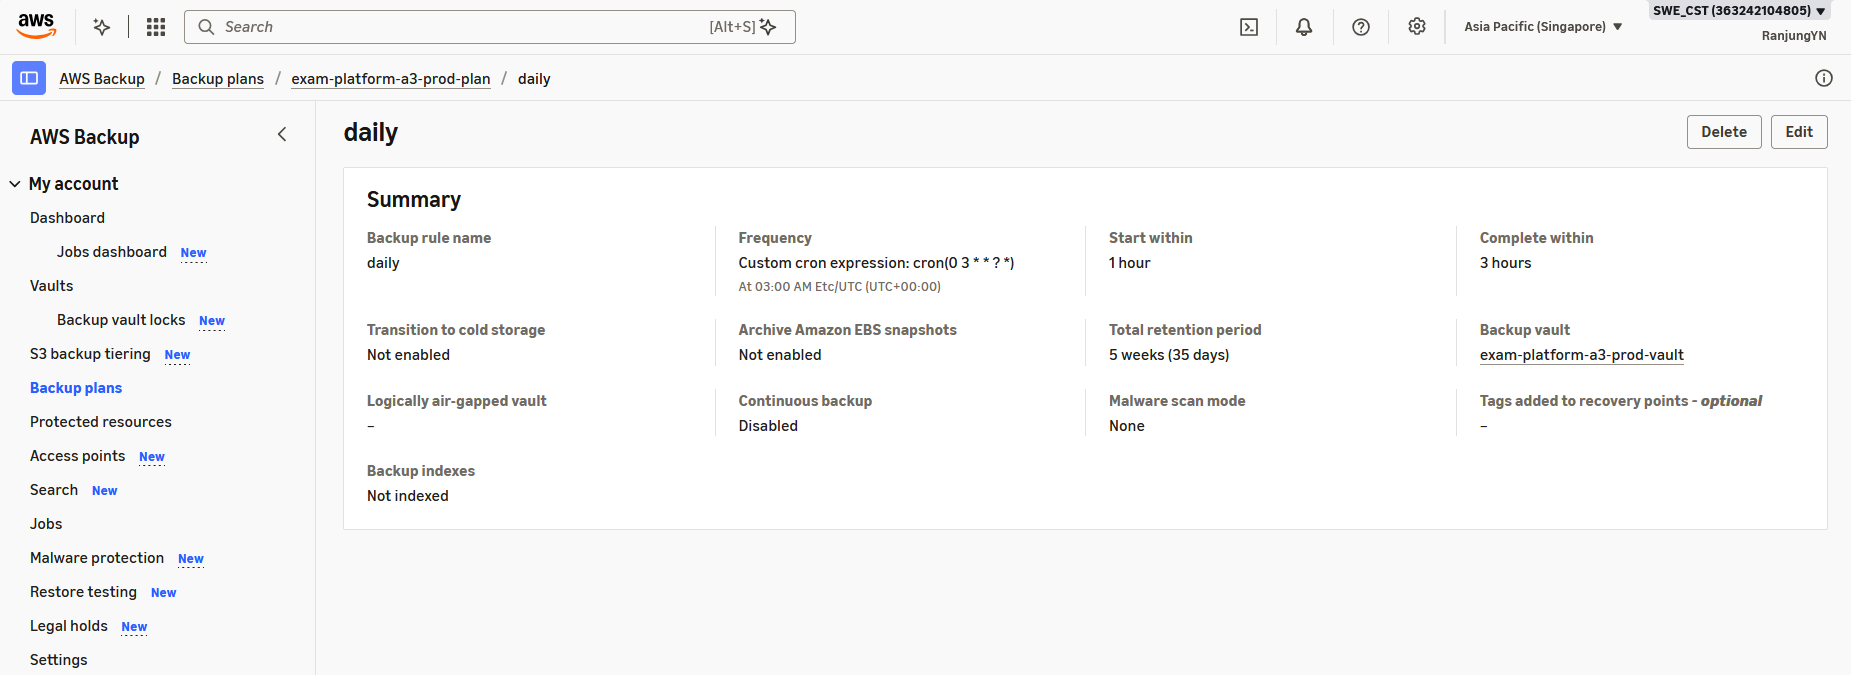 aws
Search [Alt+S]
Asia Pacific (Singapore)
SWE_CST (363242104805)
RanjungYN
AWS Backup / Backup plans / exam-platform-a3-prod-plan / daily
AWS Backup
My account
Dashboard
Jobs dashboard New
Vaults
Backup vault locks New
S3 backup tiering New
Backup plans
Protected resources
Access points New
Search New
Jobs
Malware protection New
Restore testing New
Legal holds New
Settings
daily
Delete Edit
Summary
Backup rule name
daily
Frequency
Custom cron expression: cron(0 3 * * ? *)
At 03:00 AM Etc/UTC (UTC+00:00)
Start within
1 hour
Complete within
3 hours
Transition to cold storage
Not enabled
Archive Amazon EBS snapshots
Not enabled
Total retention period
5 weeks (35 days)
Backup vault
exam-platform-a3-prod-vault
Logically air-gapped vault
–
Continuous backup
Disabled
Malware scan mode
None
Tags added to recovery points - optional
–
Backup indexes
Not indexed